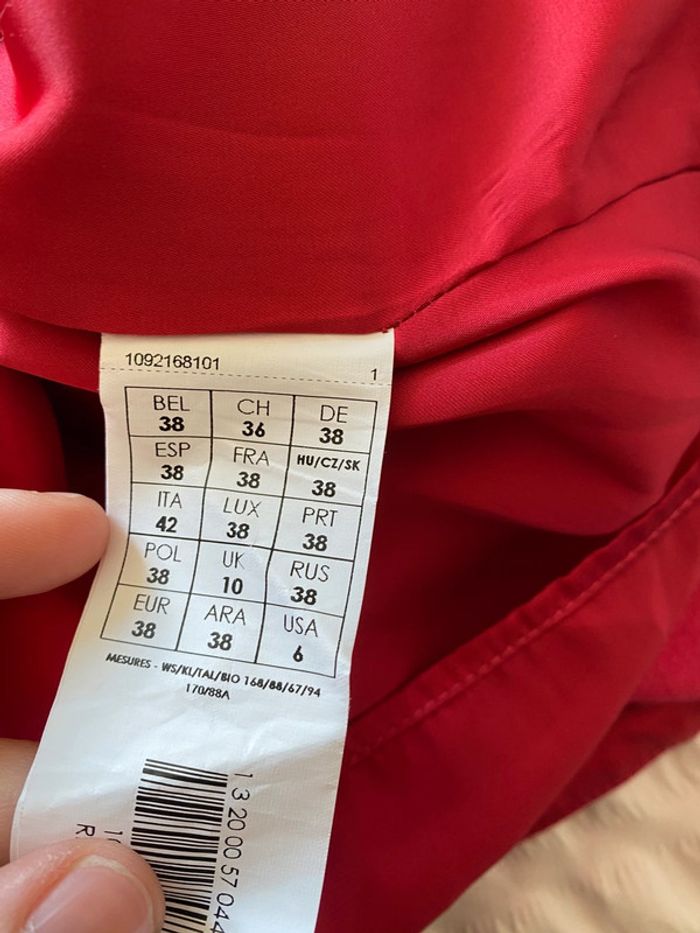 1092168101
1
BEL CH DE
38 36 38
ESP FRA HU/CZ/SK
38 38 38
ITA LUX PRT
42 38 38
POL UK RUS
38 10 38
EUR ARA USA
38 38 6
MESURES - WS/KL/TAL/BIO 168/88/67/94
170/88A
1 3 20 00 57 044